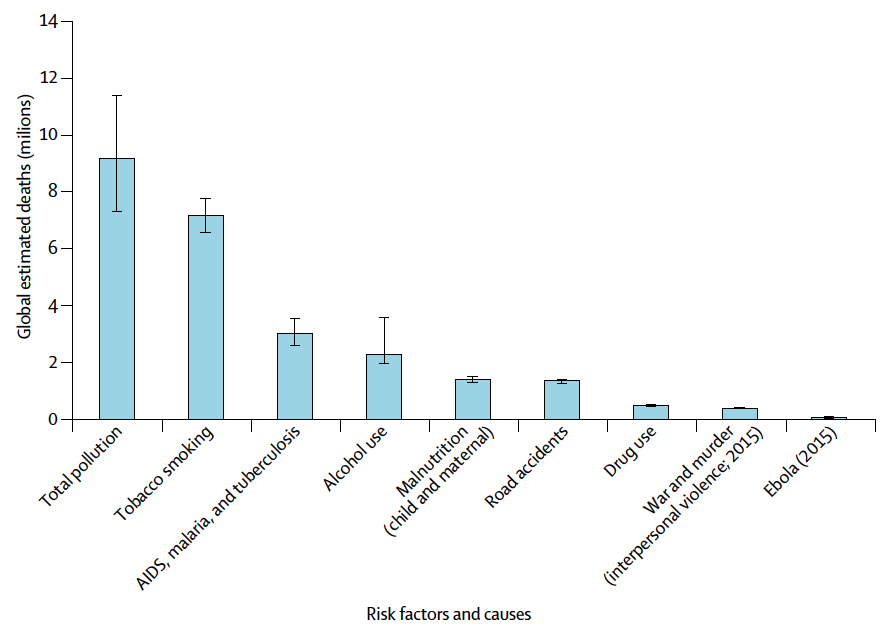 14
12
10
8
6
4
2
0
Global estimated deaths (milions)
Total pollution
Tobacco smoking
AIDS, malaria, and tuberculosis
Alcohol use
Malnutrition
(child and maternal)
Road accidents
Drug use
War and murder
(interpersonal violence; 2015)
Ebola (2015)
Risk factors and causes